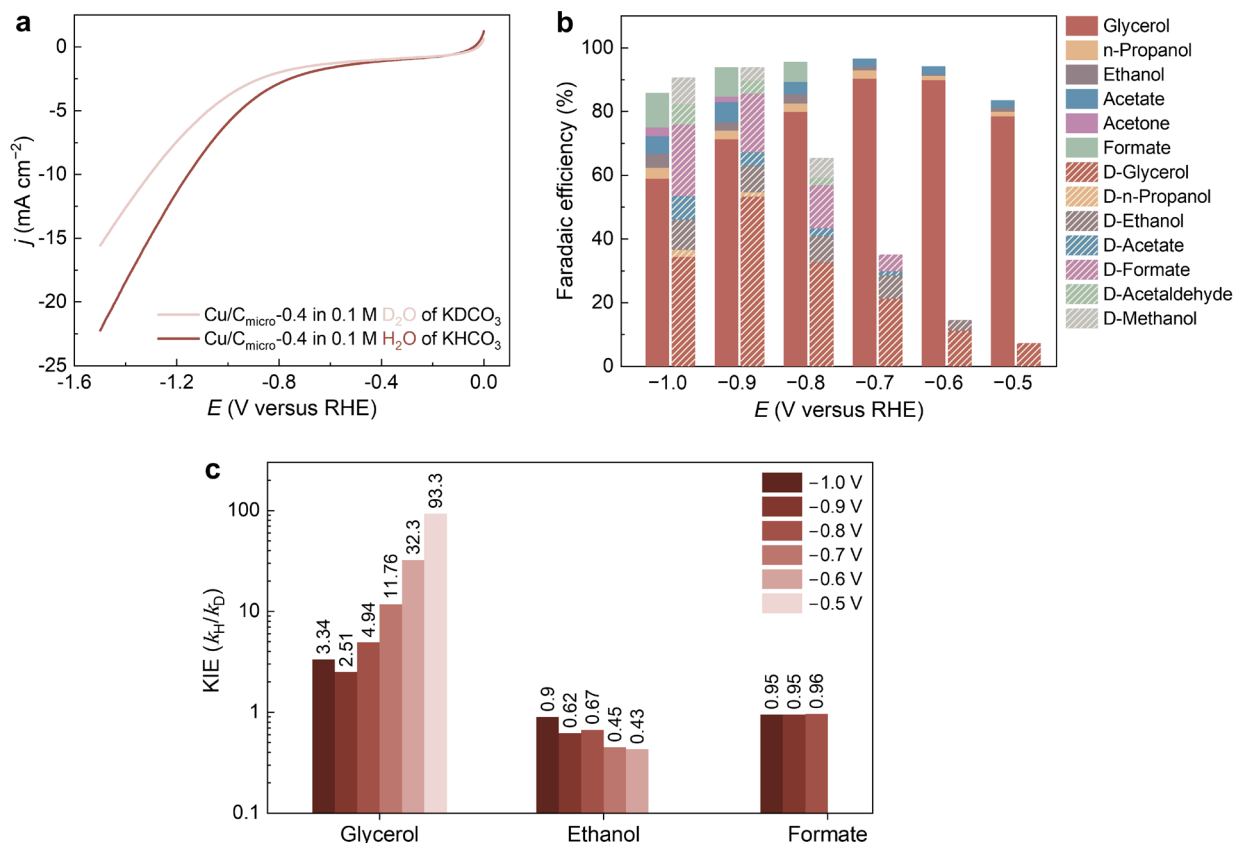 a
0
-5
-10
-15
-20
-25
j (mA cm⁻²)
Cu/Cmicro-0.4 in 0.1 M D₂O of KDCO₃
Cu/Cmicro-0.4 in 0.1 M H₂O of KHCO₃
-1.6 -1.2 -0.8 -0.4 0.0
E (V versus RHE)
b
100
80
60
40
20
0
Faradaic efficiency (%)
−1.0 −0.9 −0.8 −0.7 −0.6 −0.5
E (V versus RHE)
Glycerol
n-Propanol
Ethanol
Acetate
Acetone
Formate
D-Glycerol
D-n-Propanol
D-Ethanol
D-Acetate
D-Formate
D-Acetaldehyde
D-Methanol
c
100
10
1
0.1
KIE (kH/kD)
3.34 2.51 4.94 11.76 32.3 93.3
0.9 0.62 0.67 0.45 0.43
0.95 0.95 0.96
−1.0 V
−0.9 V
−0.8 V
−0.7 V
−0.6 V
−0.5 V
Glycerol Ethanol Formate